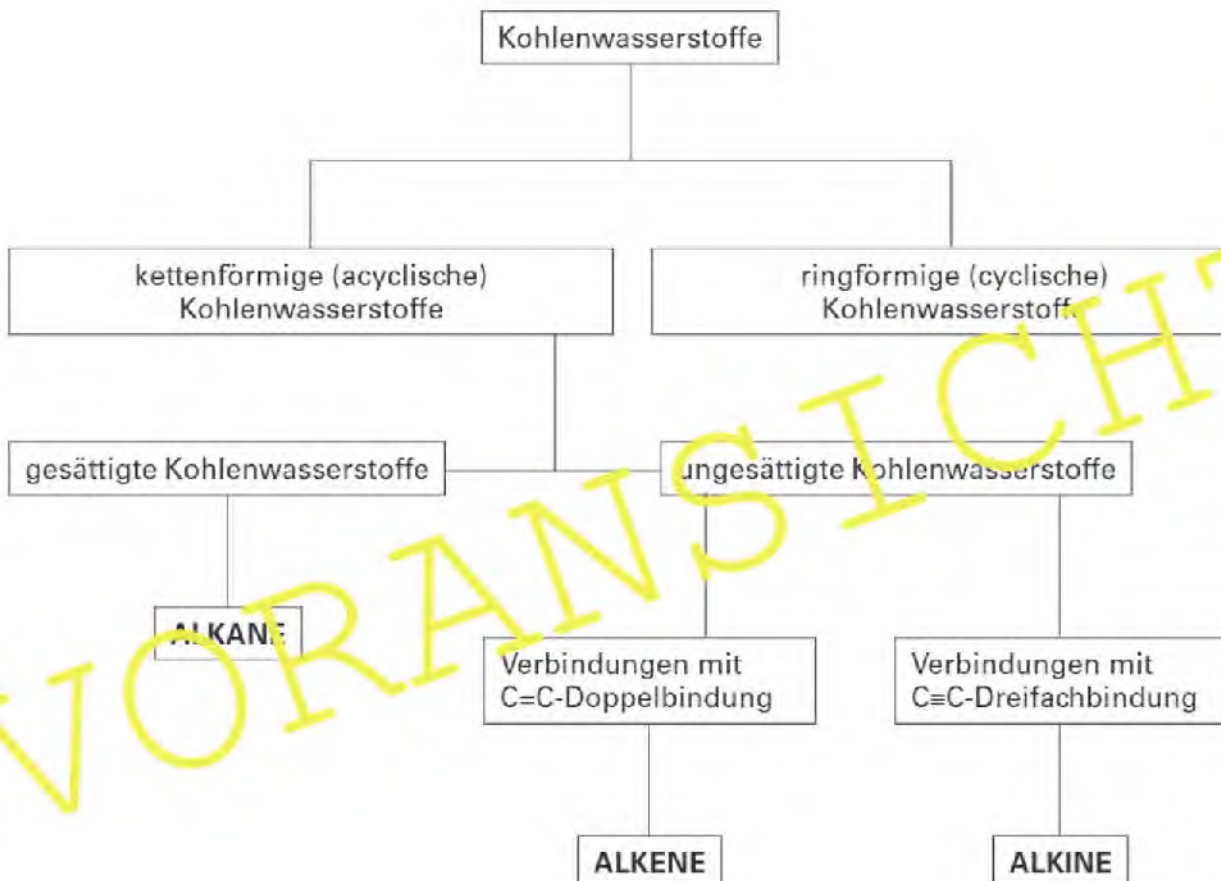 Kohlenwasserstoffe
kettenförmige (acyclische)
Kohlenwasserstoffe
ringförmige (cyclische)
Kohlenwasserstoffe
gesättigte Kohlenwasserstoffe
ungesättigte Kohlenwasserstoffe
ALKANE
Verbindungen mit
C=C-Doppelbindung
Verbindungen mit
C≡C-Dreifachbindung
ALKENE
ALKINE
VORANSICHT